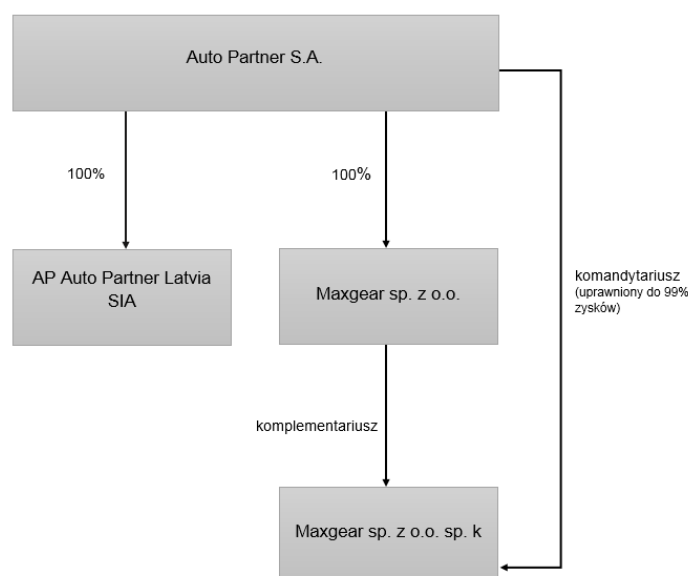 Auto Partner S.A.
100%
100%
AP Auto Partner Latvia
SIA
Maxgear sp. z o.o.
komandytariusz
(uprawniony do 99%
zysków)
komplementariusz
Maxgear sp. z o.o. sp. k